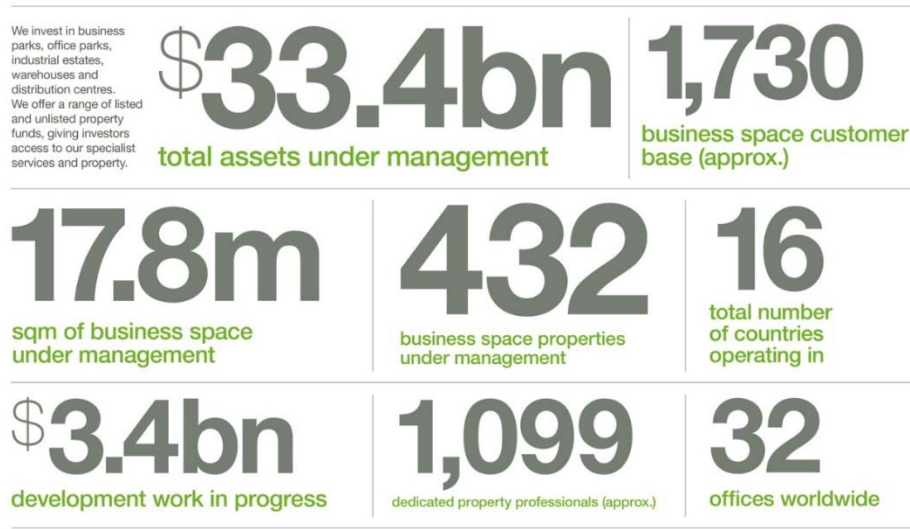 We invest in business
parks, office parks,
industrial estates,
warehouses and
distribution centres.
We offer a range of listed
and unlisted property
funds, giving investors
access to our specialist
services and property.
$33.4bn
total assets under management
1,730
business space customer
base (approx.)
17.8m
sqm of business space
under management
432
business space properties
under management
16
total number
of countries
operating in
$3.4bn
development work in progress
1,099
dedicated property professionals (approx.)
32
offices worldwide